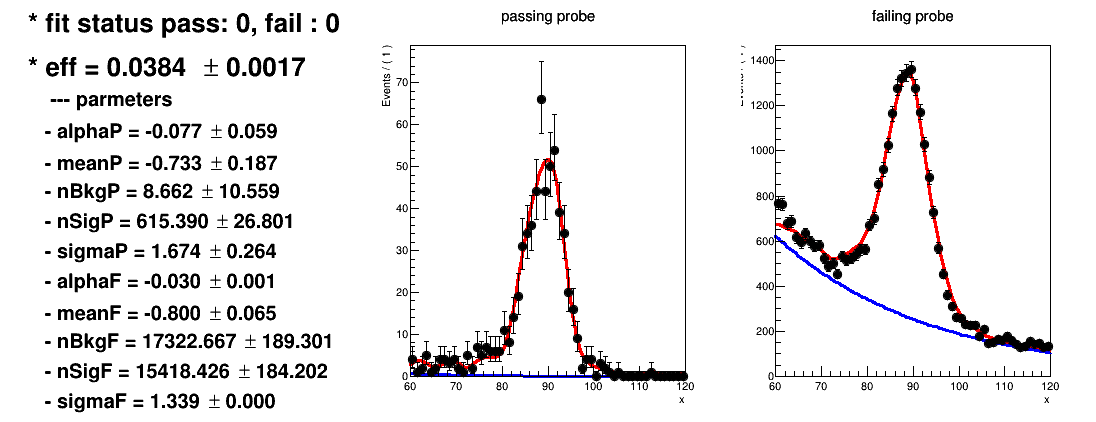 * fit status pass: 0, fail : 0
* eff = 0.0384 ± 0.0017
--- parmeters
- alphaP = -0.077 ± 0.059
- meanP = -0.733 ± 0.187
- nBkgP = 8.662 ± 10.559
- nSigP = 615.390 ± 26.801
- sigmaP = 1.674 ± 0.264
- alphaF = -0.030 ± 0.001
- meanF = -0.800 ± 0.065
- nBkgF = 17322.667 ± 189.301
- nSigF = 15418.426 ± 184.202
- sigmaF = 1.339 ± 0.000
passing probe
Events / ( 1 )
70
60
50
40
30
20
10
0
60 70 80 90 100 110 120
x
failing probe
1400
1200
1000
800
600
400
200
0
60 70 80 90 100 110 120
x